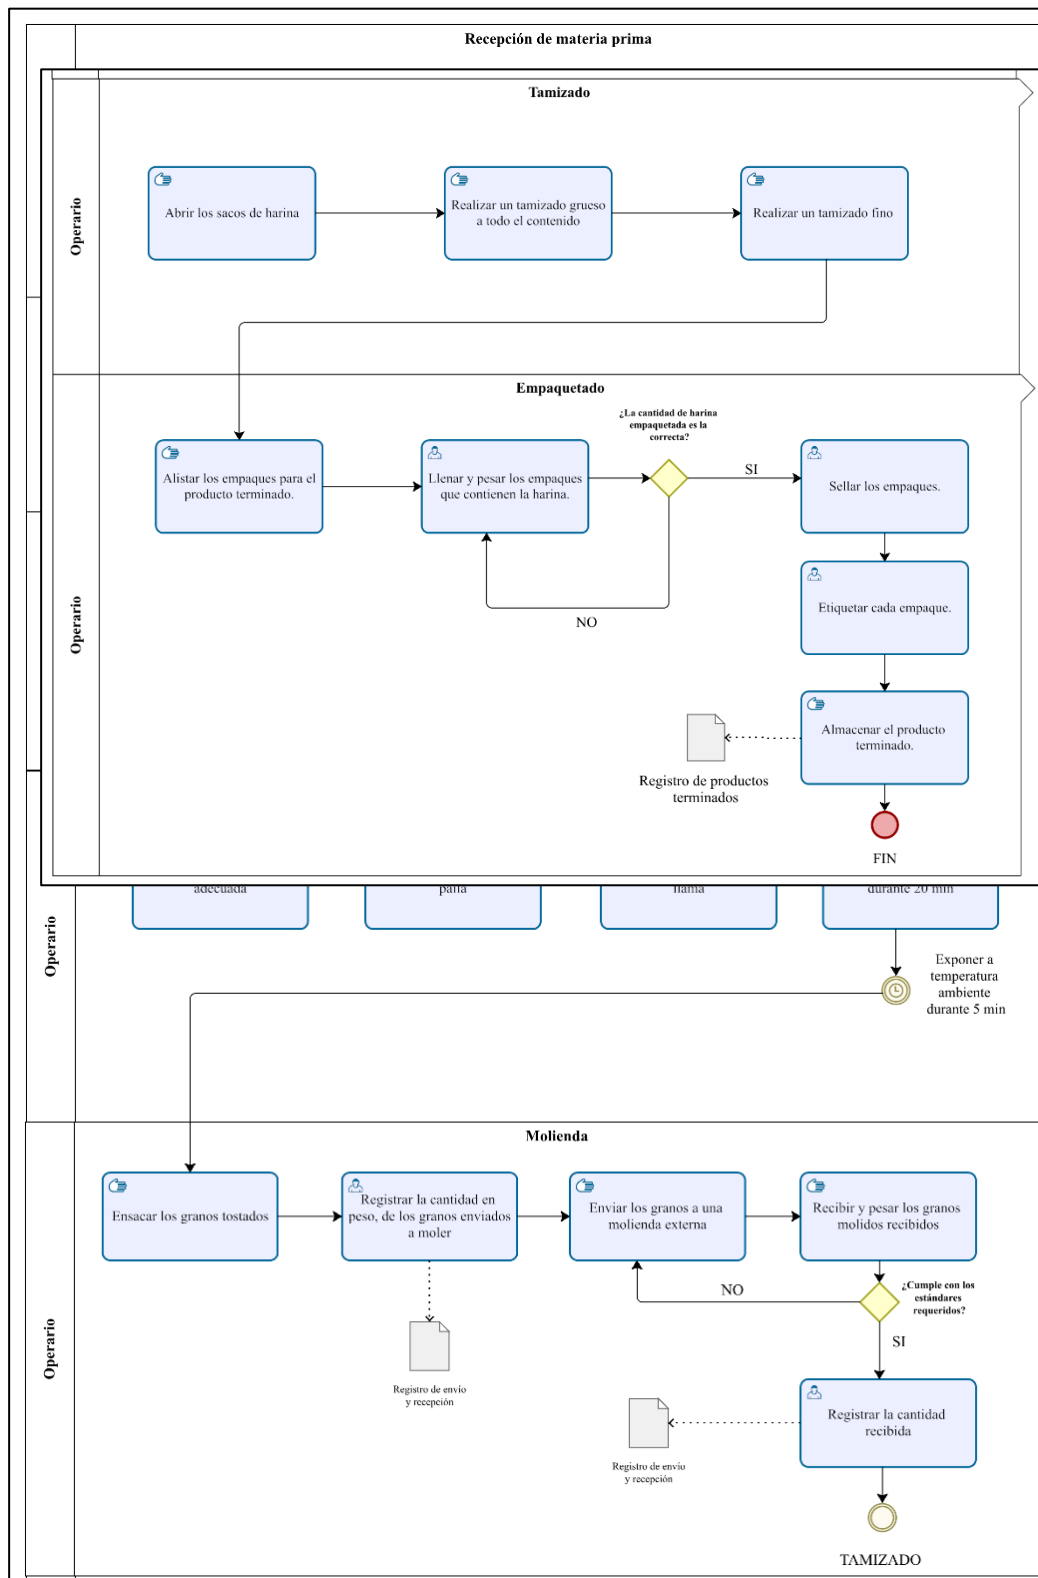 Recepción de materia prima
Tamizado
Operario
Abrir los sacos de harina
Realizar un tamizado grueso
a todo el contenido
Realizar un tamizado fino
Empaquetado
Operario
¿La cantidad de harina
empaquetada es la
correcta?
Alistar los empaques para el
producto terminado.
Llenar y pesar los empaques
que contienen la harina.
SI
Sellar los empaques.
NO
Etiquetar cada empaque.
Almacenar el producto
terminado.
Registro de productos
terminados
FIN
adecuada
llama
durante 20 min
Operario
Exponer a
temperatura
ambiente
durante 5 min
Molienda
Operario
Ensacar los granos tostados
Registrar la cantidad en
peso, de los granos enviados
a moler
Enviar los granos a una
molienda externa
Recibir y pesar los granos
molidos recibidos
NO
¿Cumple con los
estándares
requeridos?
SI
Registro de envío
y recepción
Registrar la cantidad
recibida
Registro de envío
y recepción
TAMIZADO